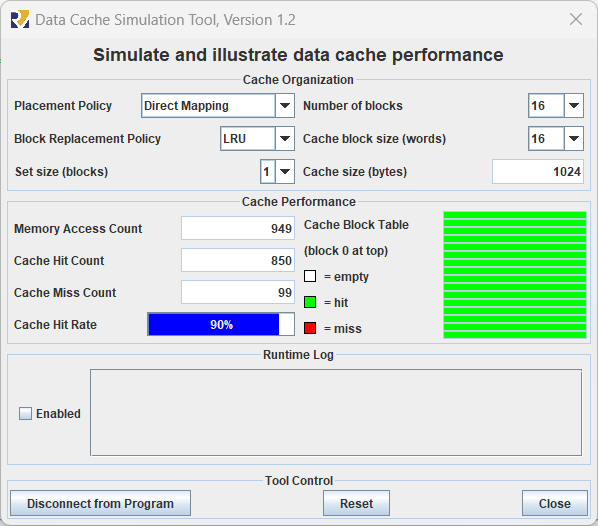 Data Cache Simulation Tool, Version 1.2
Simulate and illustrate data cache performance
Cache Organization
Placement Policy Direct Mapping Number of blocks 16
Block Replacement Policy LRU Cache block size (words) 16
Set size (blocks) 1 Cache size (bytes) 1024
Cache Performance
Memory Access Count 949 Cache Block Table
Cache Hit Count 850 (block 0 at top)
Cache Miss Count 99 = empty
= hit
Cache Hit Rate 90% = miss
Runtime Log
Enabled
Tool Control
Disconnect from Program Reset Close